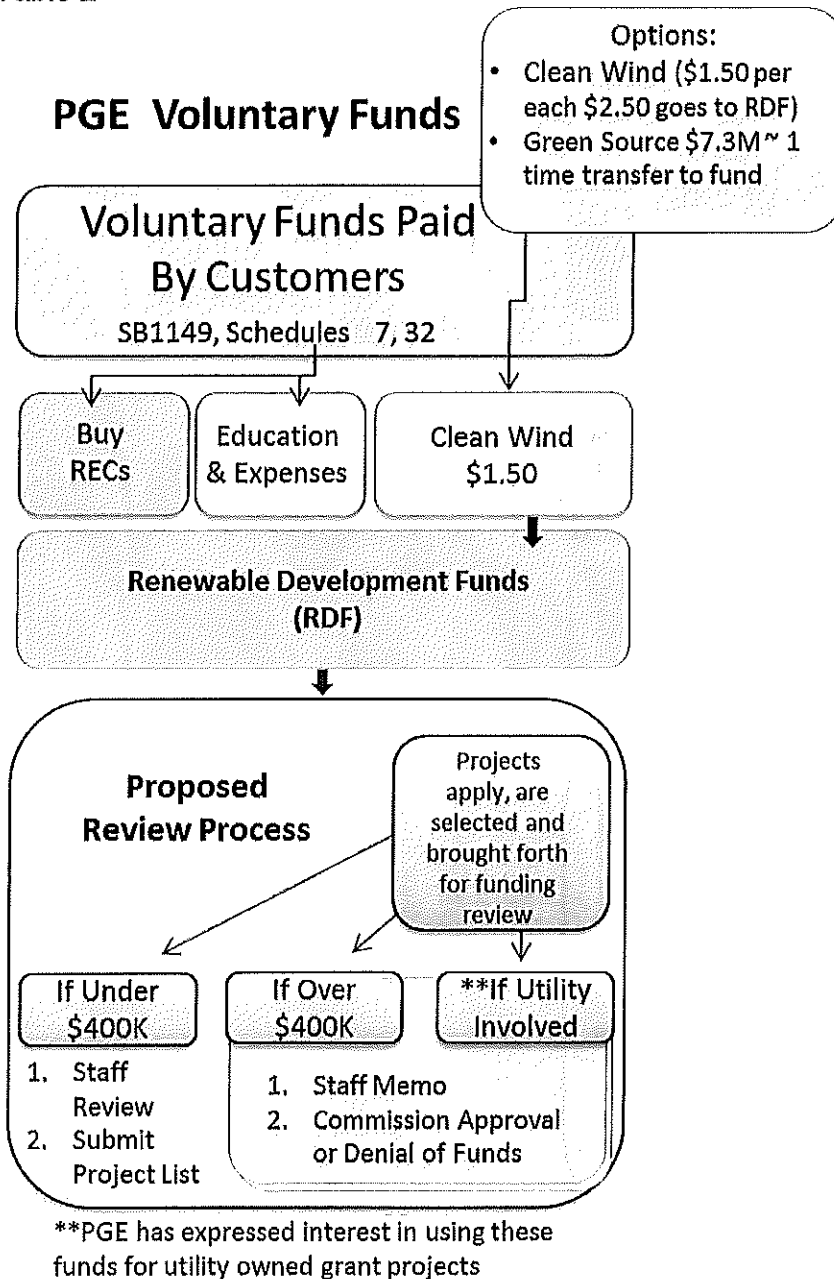 Options:
• Clean Wind ($1.50 per
each $2.50 goes to RDF)
• Green Source $7.3M ~ 1
time transfer to fund
PGE Voluntary Funds
Voluntary Funds Paid
By Customers
SB1149, Schedules 7, 32
Buy
RECs
Education
& Expenses
Clean Wind
$1.50
Renewable Development Funds
(RDF)
Proposed
Review Process
Projects
apply, are
selected and
brought forth
for funding
review
If Under
$400K
1. Staff
Review
2. Submit
Project List
If Over
$400K
**If Utility
Involved
1. Staff Memo
2. Commission Approval
or Denial of Funds
**PGE has expressed interest in using these
funds for utility owned grant projects